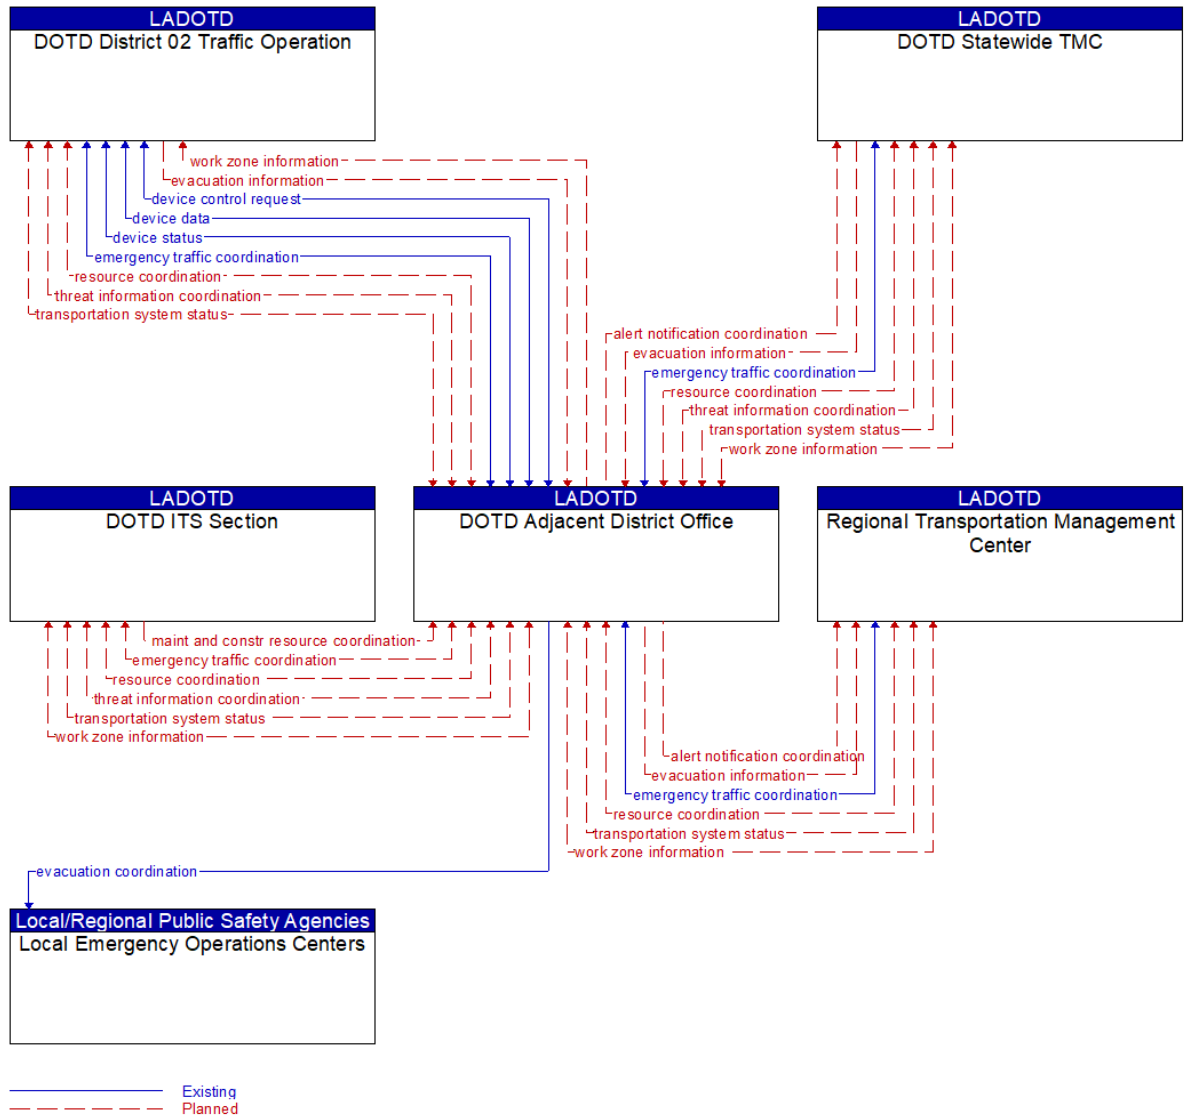 LADOTD
DOTD District 02 Traffic Operation
LADOTD
DOTD Statewide TMC
work zone information
evacuation information
device control request
device data
device status
emergency traffic coordination
resource coordination
threat information coordination
transportation system status
alert notification coordination
evacuation information
emergency traffic coordination
resource coordination
threat information coordination
transportation system status
work zone information
LADOTD
DOTD ITS Section
LADOTD
DOTD Adjacent District Office
LADOTD
Regional Transportation Management
Center
maint and constr resource coordination
emergency traffic coordination
resource coordination
threat information coordination
transportation system status
work zone information
alert notification coordination
evacuation information
emergency traffic coordination
resource coordination
transportation system status
work zone information
evacuation coordination
Local/Regional Public Safety Agencies
Local Emergency Operations Centers
Existing
Planned